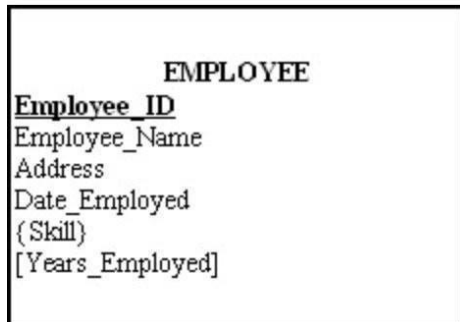 EMPLOYEE
Employee_ID
Employee_Name
Address
Date_Employed
{Skill}
[Years_Employed]